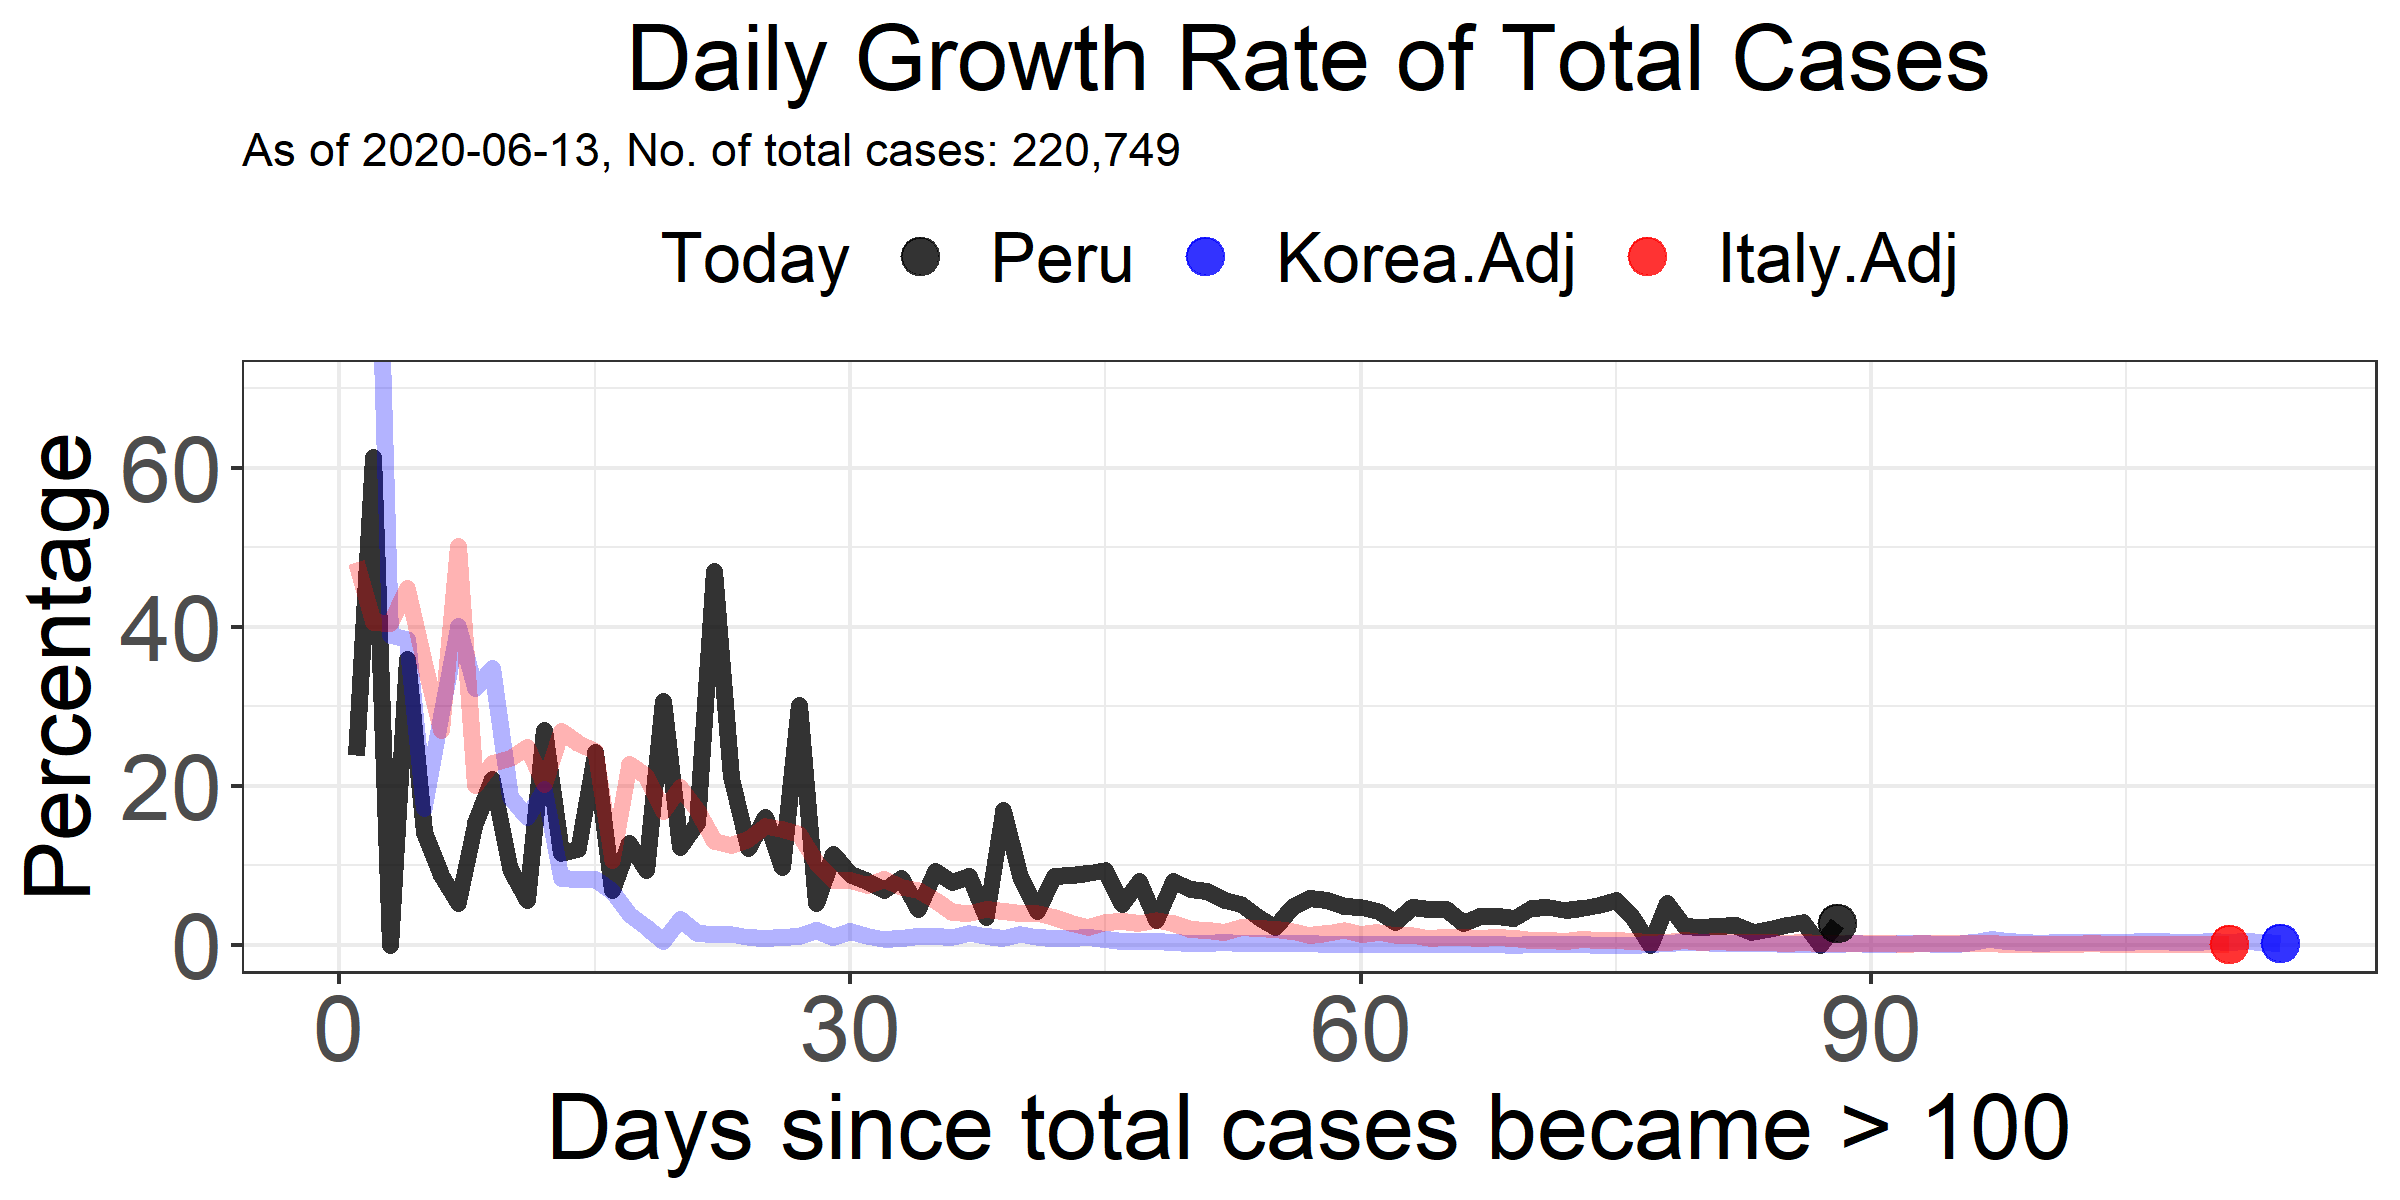 Daily Growth Rate of Total Cases
As of 2020-06-13, No. of total cases: 220,749
Today Peru Korea.Adj Italy.Adj
Percentage
60
40
20
0
0 30 60 90
Days since total cases became > 100